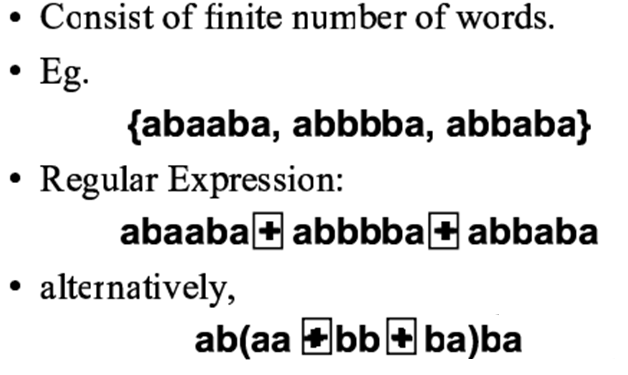 • Consist of finite number of words.
• Eg.
{abaaba, abbbba, abbaba}
• Regular Expression:
abaaba + abbbba + abbaba
• alternatively,
ab(aa + bb + ba)ba